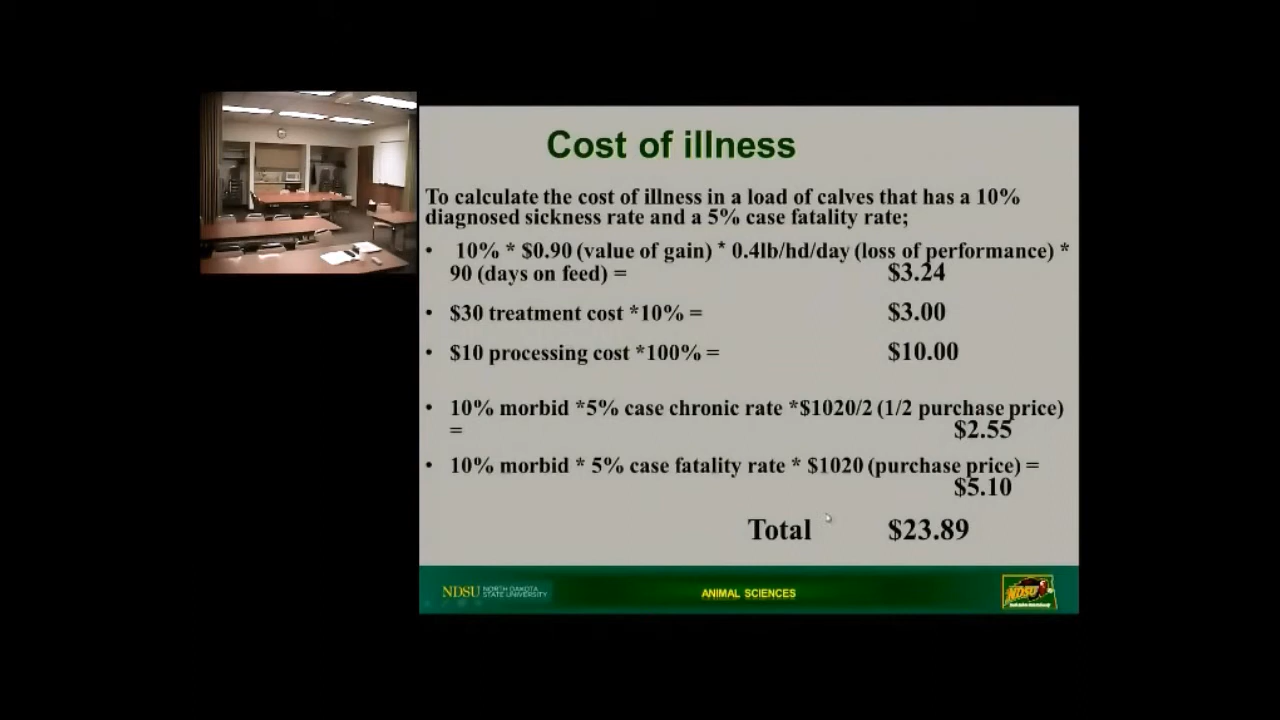 Cost of illness
To calculate the cost of illness in a load of calves that has a 10%
diagnosed sickness rate and a 5% case fatality rate;
• 10% * $0.90 (value of gain) * 0.4lb/hd/day (loss of performance) *
90 (days on feed) = $3.24
• $30 treatment cost *10% = $3.00
• $10 processing cost *100% = $10.00
• 10% morbid *5% case chronic rate *$1020/2 (1/2 purchase price)
= $2.55
• 10% morbid * 5% case fatality rate * $1020 (purchase price) =
$5.10
Total $23.89
NDSU NORTH DAKOTA
STATE UNIVERSITY
ANIMAL SCIENCES
NDSU